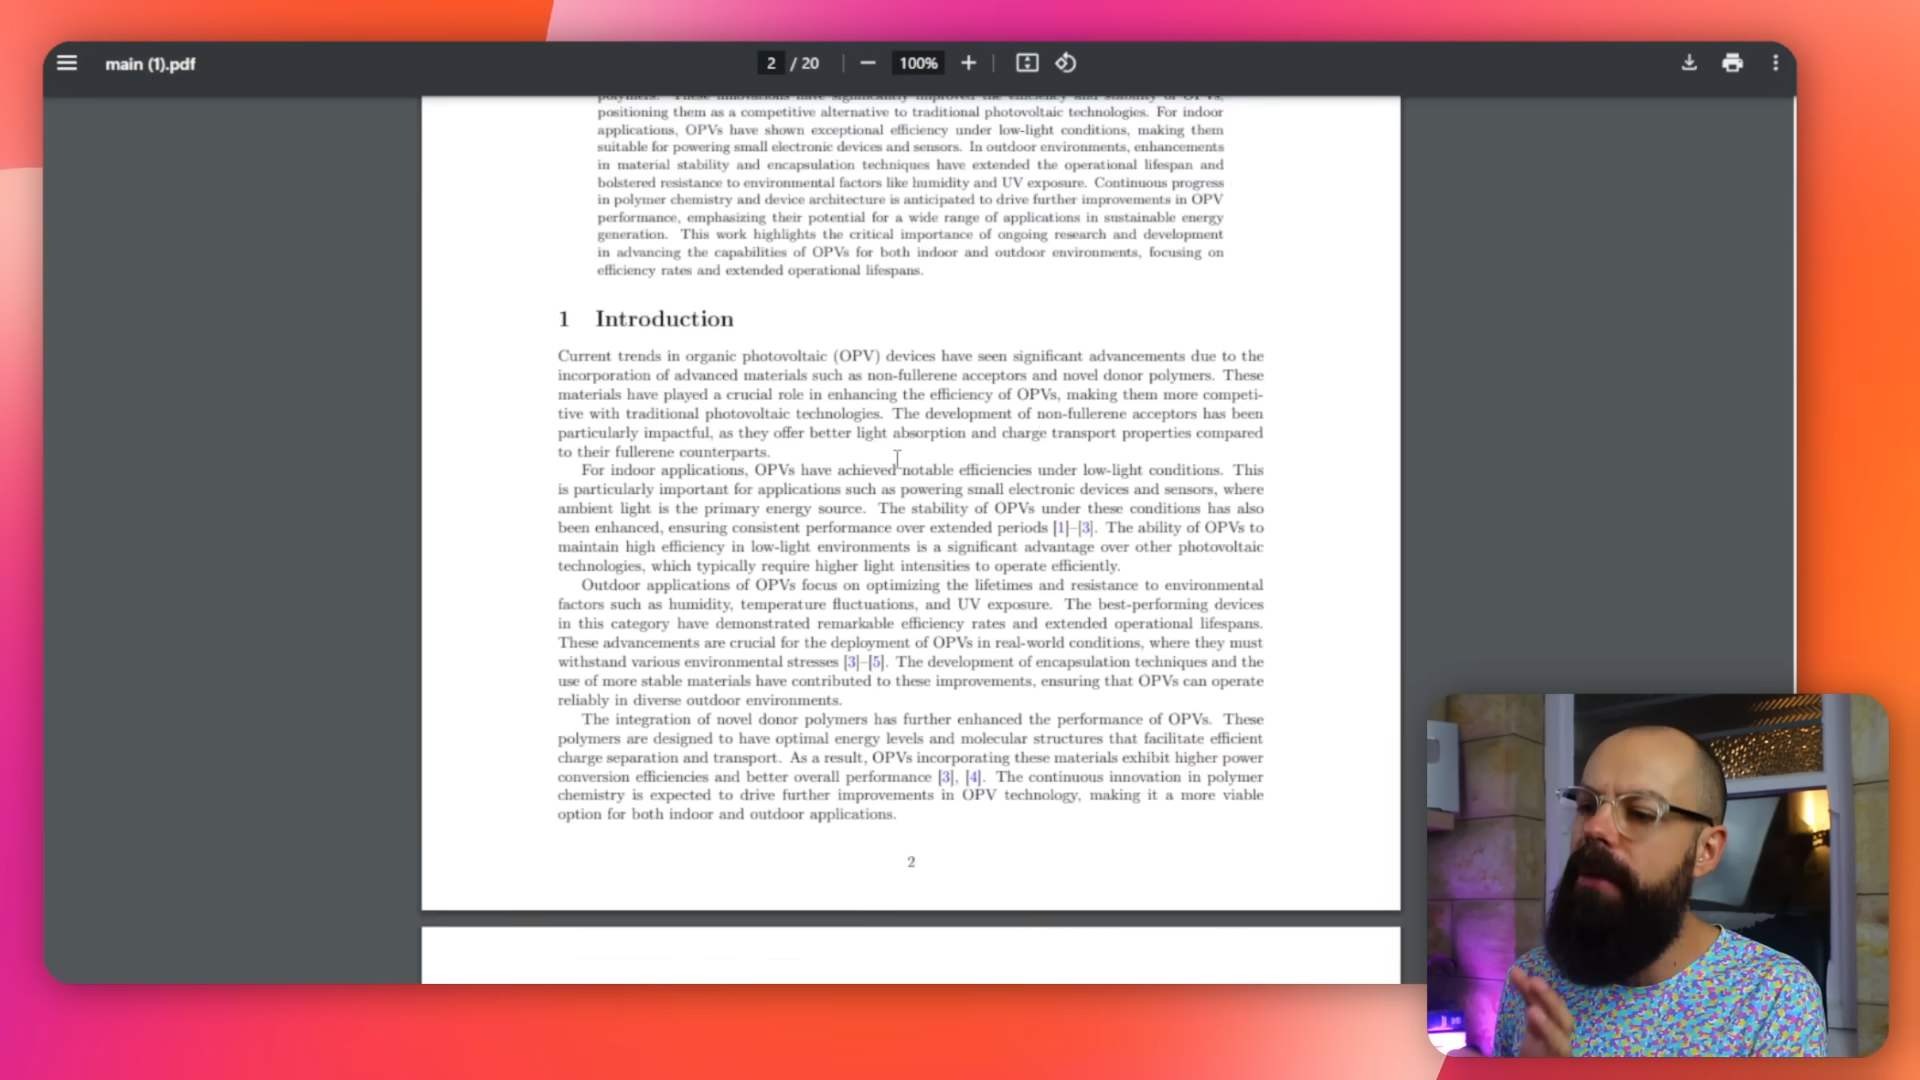 main (1).pdf
2 / 20
100%
polymers. These innovations have significantly improved the efficiency and stability of OPVs,
positioning them as a competitive alternative to traditional photovoltaic technologies. For indoor
applications, OPVs have shown exceptional efficiency under low-light conditions, making them
suitable for powering small electronic devices and sensors. In outdoor environments, enhancements
in material stability and encapsulation techniques have extended the operational lifespan and
bolstered resistance to environmental factors like humidity and UV exposure. Continuous progress
in polymer chemistry and device architecture is anticipated to drive further improvements in OPV
performance, emphasizing their potential for a wide range of applications in sustainable energy
generation. This work highlights the critical importance of ongoing research and development
in advancing the capabilities of OPVs for both indoor and outdoor environments, focusing on
efficiency rates and extended operational lifespans.
1 Introduction
Current trends in organic photovoltaic (OPV) devices have seen significant advancements due to the
incorporation of advanced materials such as non-fullerene acceptors and novel donor polymers. These
materials have played a crucial role in enhancing the efficiency of OPVs, making them more competi-
tive with traditional photovoltaic technologies. The development of non-fullerene acceptors has been
particularly impactful, as they offer better light absorption and charge transport properties compared
to their fullerene counterparts.
For indoor applications, OPVs have achieved notable efficiencies under low-light conditions. This
is particularly important for applications such as powering small electronic devices and sensors, where
ambient light is the primary energy source. The stability of OPVs under these conditions has also
been enhanced, ensuring consistent performance over extended periods [1]–[3]. The ability of OPVs to
maintain high efficiency in low-light environments is a significant advantage over other photovoltaic
technologies, which typically require higher light intensities to operate efficiently.
Outdoor applications of OPVs focus on optimizing the lifetimes and resistance to environmental
factors such as humidity, temperature fluctuations, and UV exposure. The best-performing devices
in this category have demonstrated remarkable efficiency rates and extended operational lifespans.
These advancements are crucial for the deployment of OPVs in real-world conditions, where they must
withstand various environmental stresses [3]–[5]. The development of encapsulation techniques and the
use of more stable materials have contributed to these improvements, ensuring that OPVs can operate
reliably in diverse outdoor environments.
The integration of novel donor polymers has further enhanced the performance of OPVs. These
polymers are designed to have optimal energy levels and molecular structures that facilitate efficient
charge separation and transport. As a result, OPVs incorporating these materials exhibit higher power
conversion efficiencies and better overall performance [3], [4]. The continuous innovation in polymer
chemistry is expected to drive further improvements in OPV technology, making it a more viable
option for both indoor and outdoor applications.
2